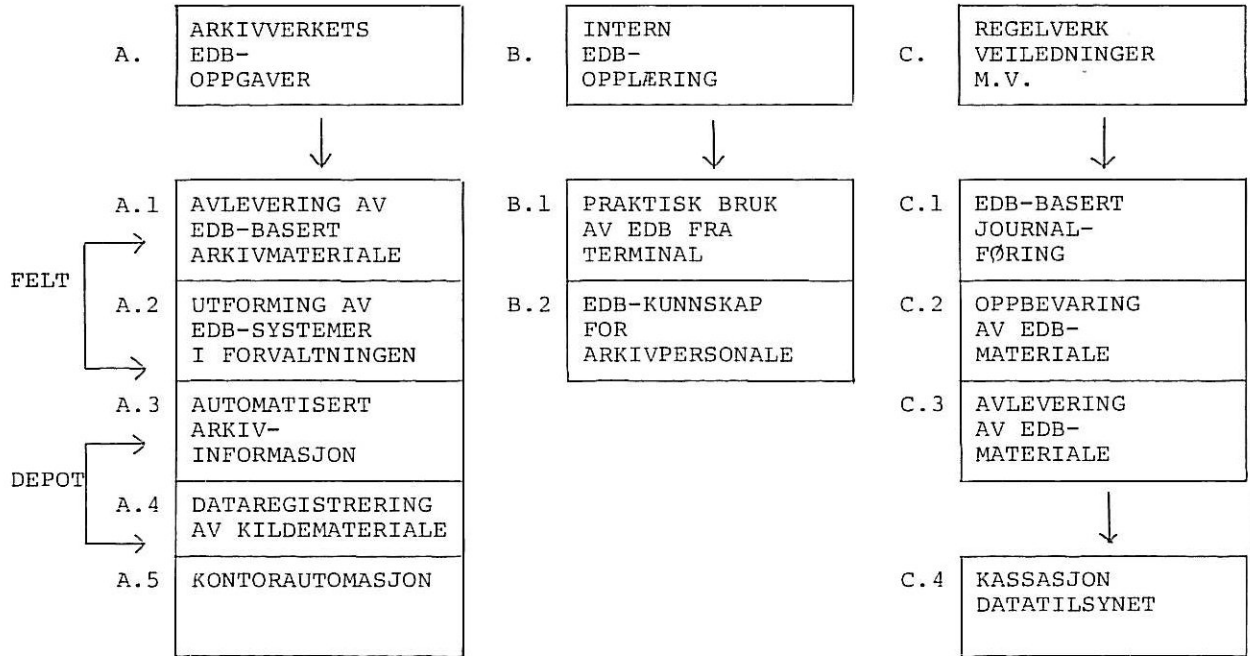 A.
ARKIVVERKETS
EDB-
OPPGAVER
A.1
AVLEVERING AV
EDB-BASERT
ARKIVMATERIALE
FELT
A.2
UTFORMING AV
EDB-SYSTEMER
I FORVALTNINGEN
A.3
AUTOMATISERT
ARKIV-
INFORMASJON
DEPOT
A.4
DATAREGISTRERING
AV KILDEMATERIALE
A.5
KONTORAUTOMASJON
B.
INTERN
EDB-
OPPLÆRING
B.1
PRAKTISK BRUK
AV EDB FRA
TERMINAL
B.2
EDB-KUNNSKAP
FOR
ARKIVPERSONALE
C.
REGELVERK
VEILEDNINGER
M.V.
C.1
EDB-BASERT
JOURNAL-
FØRING
C.2
OPPBEVARING
AV EDB-
MATERIALE
C.3
AVLEVERING
AV EDB-
MATERIALE
C.4
KASSASJON
DATATILSYNET